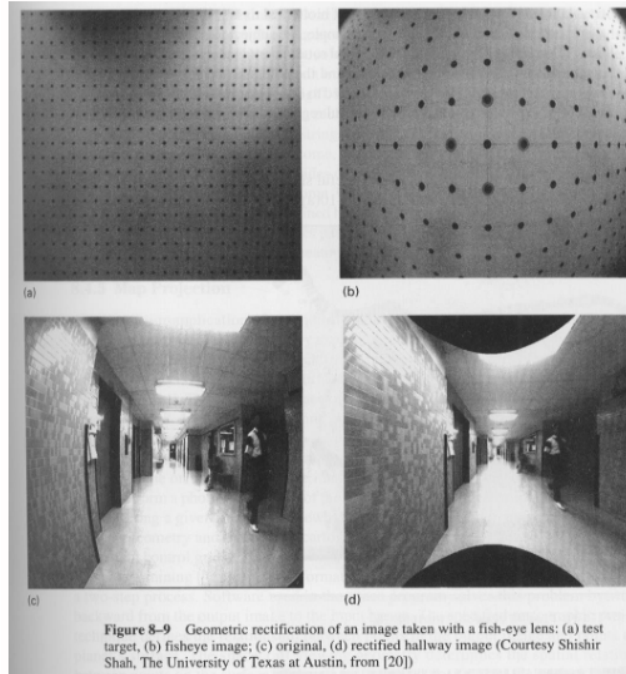 (a)
(b)
(c)
(d)
Figure 8–9 Geometric rectification of an image taken with a fish-eye lens: (a) test
target, (b) fisheye image; (c) original, (d) rectified hallway image (Courtesy Shishir
Shah, The University of Texas at Austin, from [20])